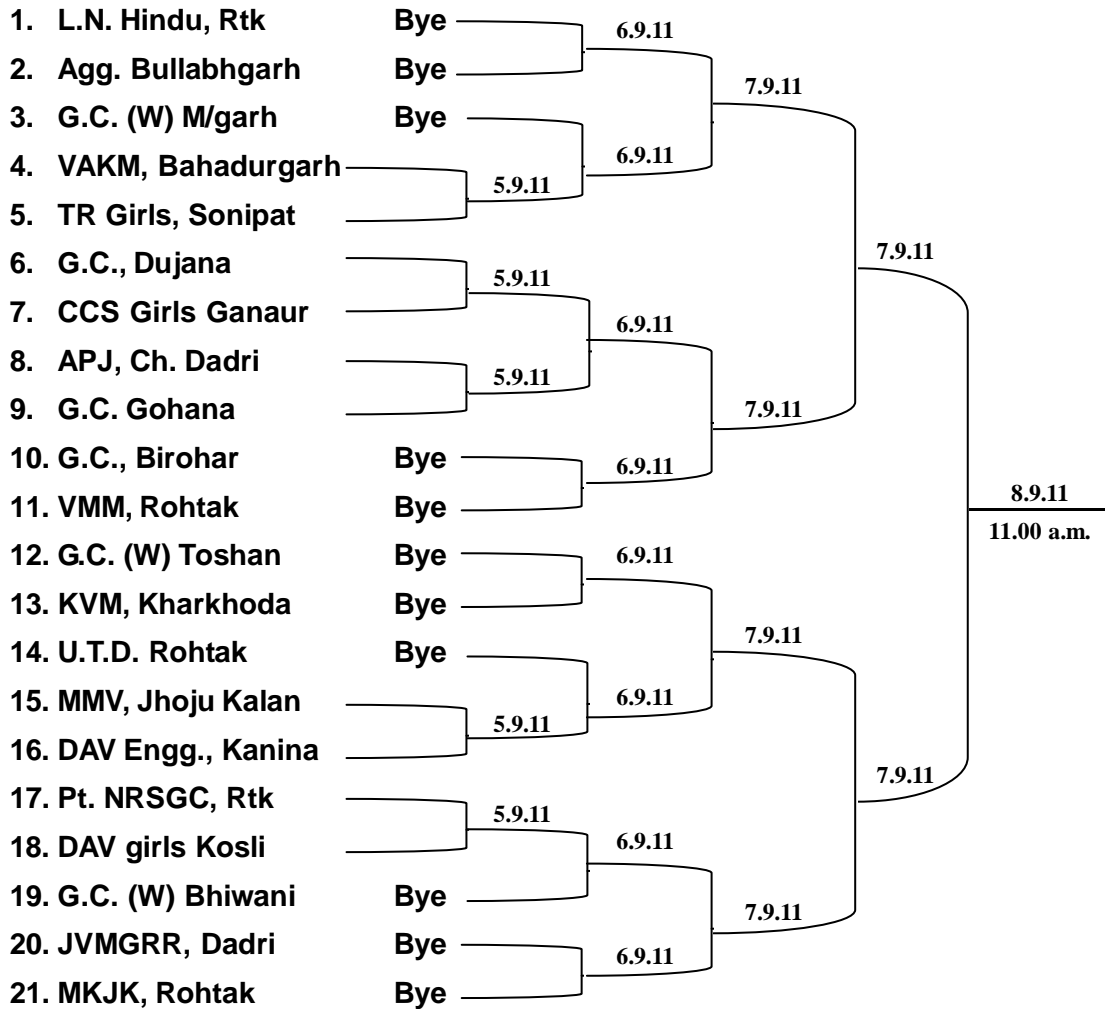 1. L.N. Hindu, Rtk Bye
6.9.11
2. Agg. Bullabhgarh Bye
7.9.11
3. G.C. (W) M/garh Bye
6.9.11
4. VAKM, Bahadurgarh
5.9.11
5. TR Girls, Sonipat
7.9.11
6. G.C., Dujana
5.9.11
7. CCS Girls Ganaur
6.9.11
8. APJ, Ch. Dadri
5.9.11
9. G.C. Gohana
7.9.11
10. G.C., Birohar Bye
6.9.11
11. VMM, Rohtak Bye
8.9.11
11.00 a.m.
12. G.C. (W) Toshan Bye
6.9.11
13. KVM, Kharkhoda Bye
7.9.11
14. U.T.D. Rohtak Bye
6.9.11
15. MMV, Jhoju Kalan
5.9.11
16. DAV Engg., Kanina
7.9.11
17. Pt. NRSGC, Rtk
5.9.11
18. DAV girls Kosli
6.9.11
19. G.C. (W) Bhiwani Bye
7.9.11
20. JVMGRR, Dadri Bye
6.9.11
21. MKJK, Rohtak Bye